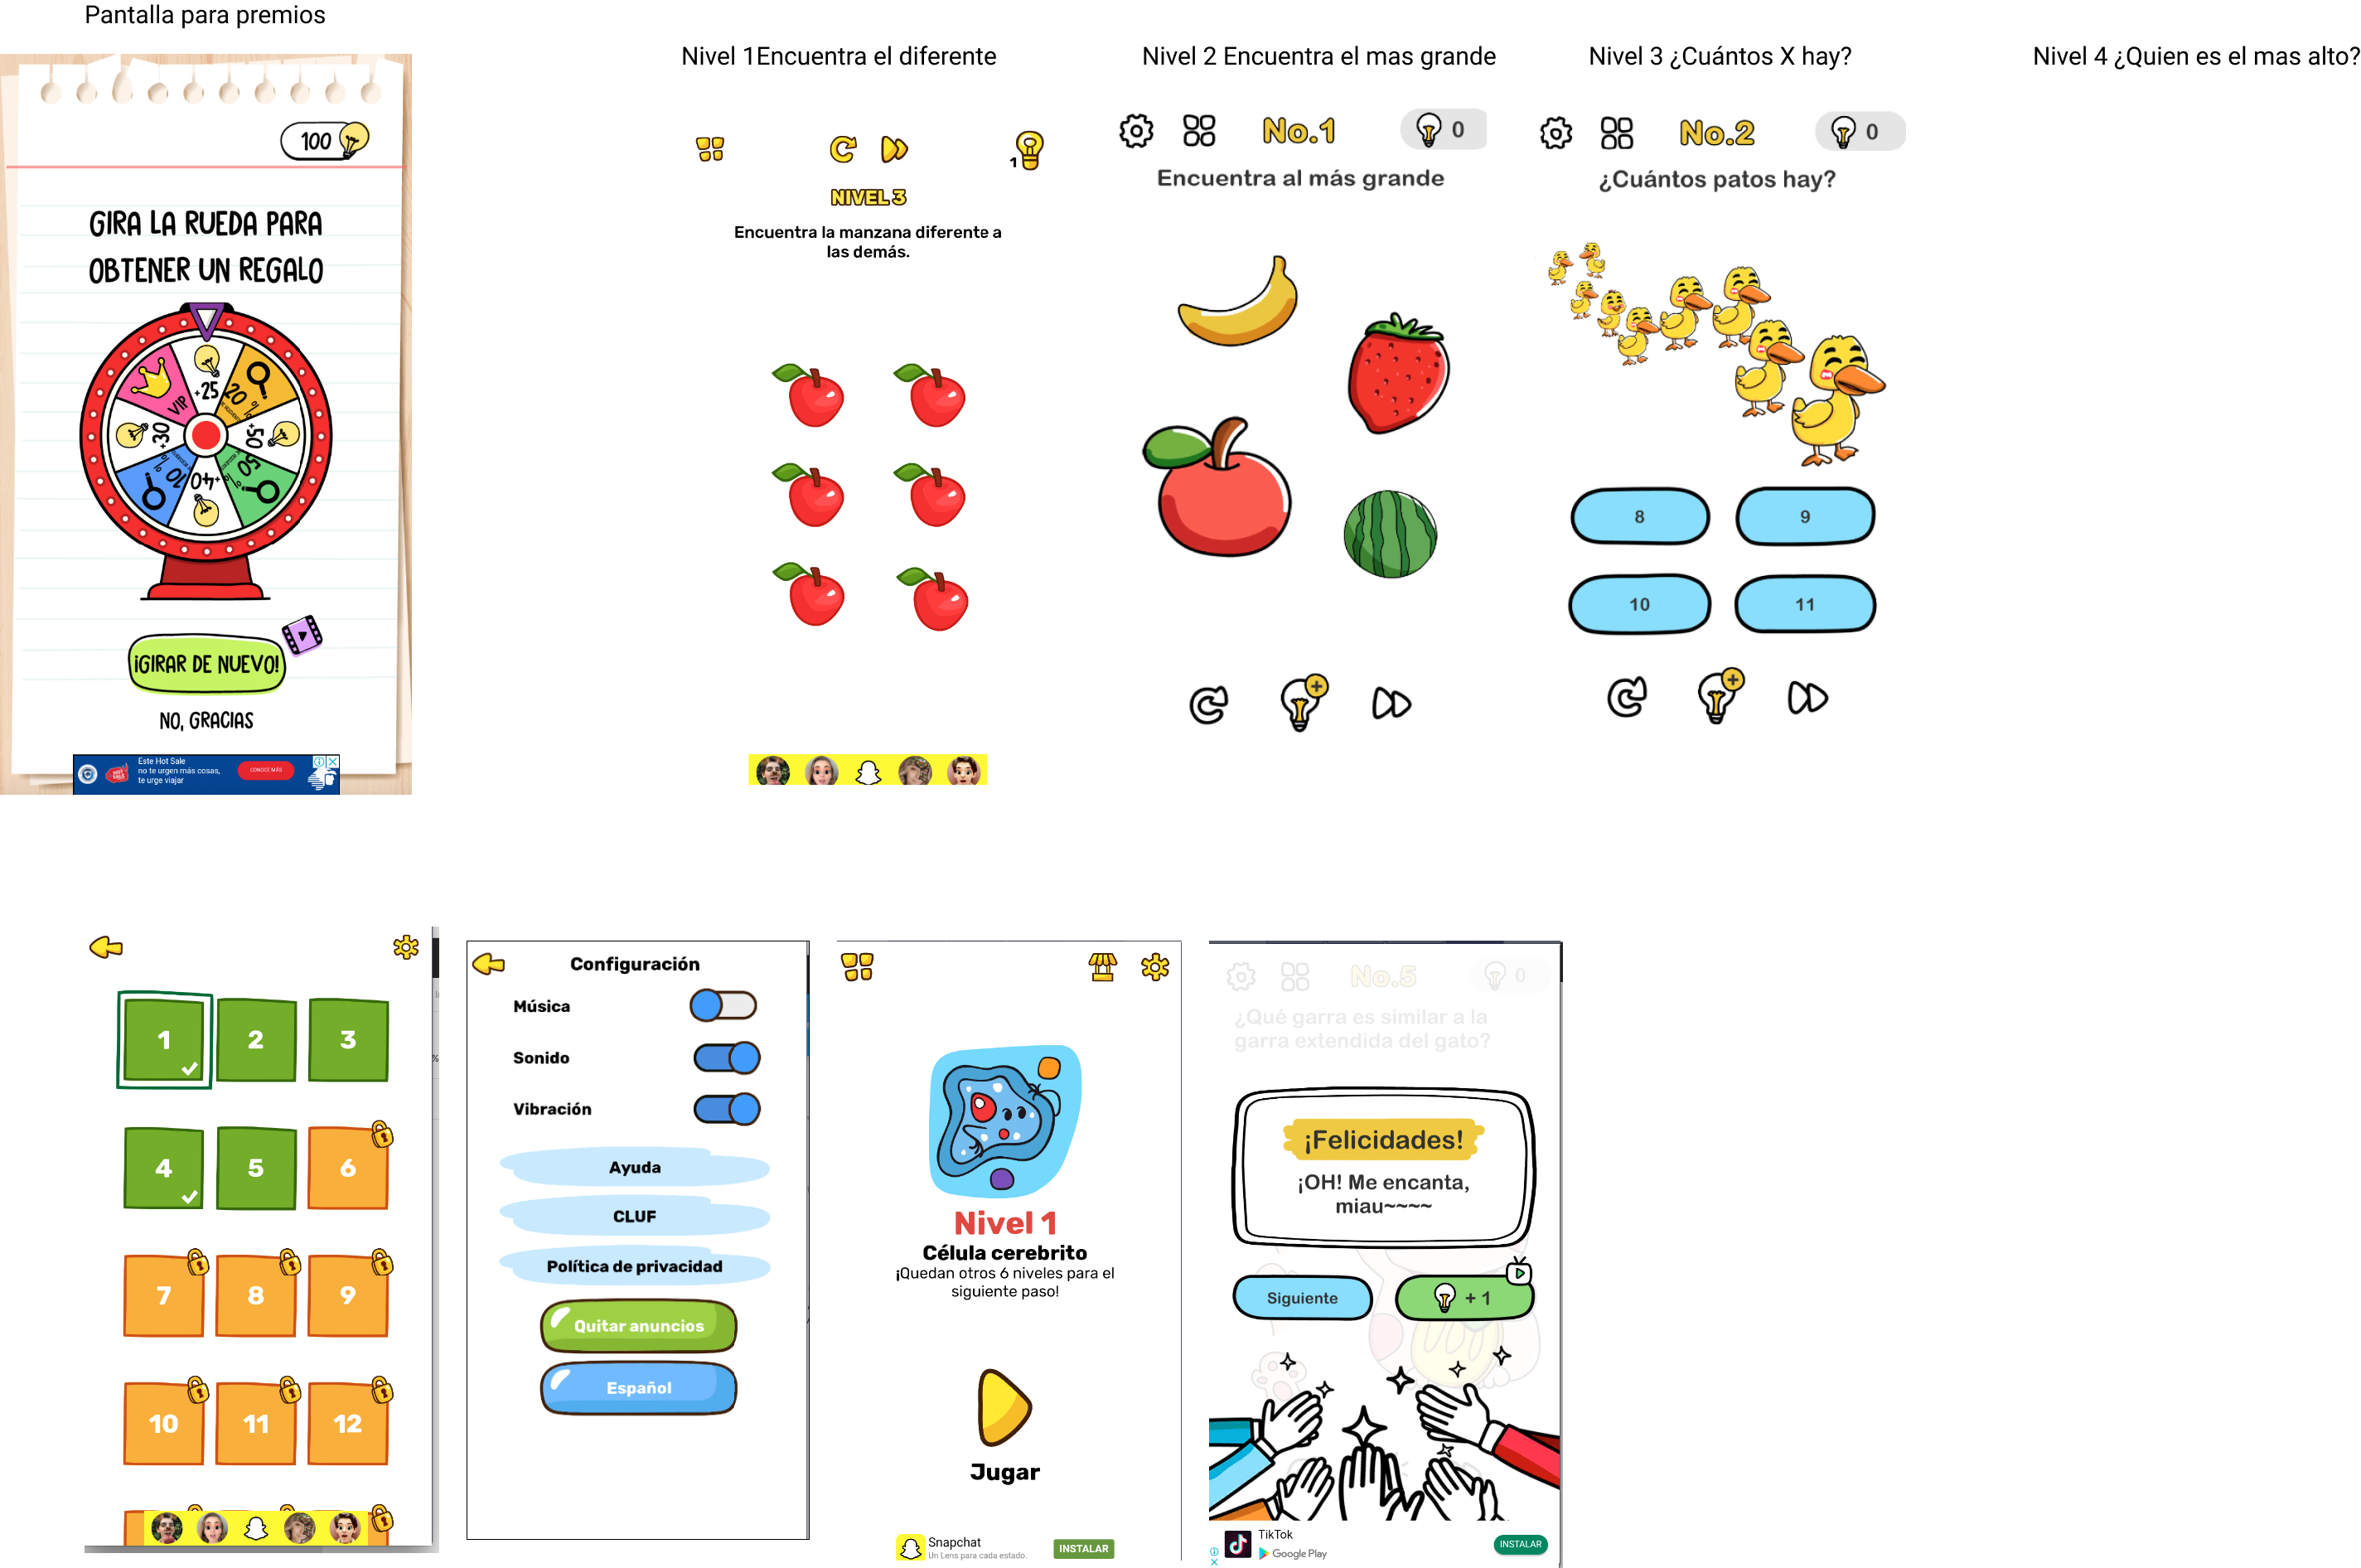 Pantalla para premios
100
GIRA LA RUEDA PARA
OBTENER UN REGALO
+25
20 %
+50
50 %
+40
10 %
+30
VIP
¡GIRAR DE NUEVO!
NO, GRACIAS
Este Hot Sale
no te urgen más cosas,
te urge viajar
HOT SALE
CONOCE MÁS
Nivel 1Encuentra el diferente
1
NIVEL 3
Encuentra la manzana diferente a
las demás.
Nivel 2 Encuentra el mas grande
No.1
0
Encuentra al más grande
Nivel 3 ¿Cuántos X hay?
No.2
0
¿Cuántos patos hay?
8
9
10
11
Nivel 4 ¿Quien es el mas alto?
1
2
3
4
5
6
7
8
9
10
11
12
%
Configuración
Música
Sonido
Vibración
Ayuda
CLUF
Política de privacidad
Quitar anuncios
Español
Nivel 1
Célula cerebrito
¡Quedan otros 6 niveles para el
siguiente paso!
Jugar
Snapchat
Un Lens para cada estado.
INSTALAR
No.5
0
¿Qué garra es similar a la
garra extendida del gato?
¡Felicidades!
¡OH! Me encanta,
miau~~~~
Siguiente
+ 1
TikTok
Google Play
INSTALAR